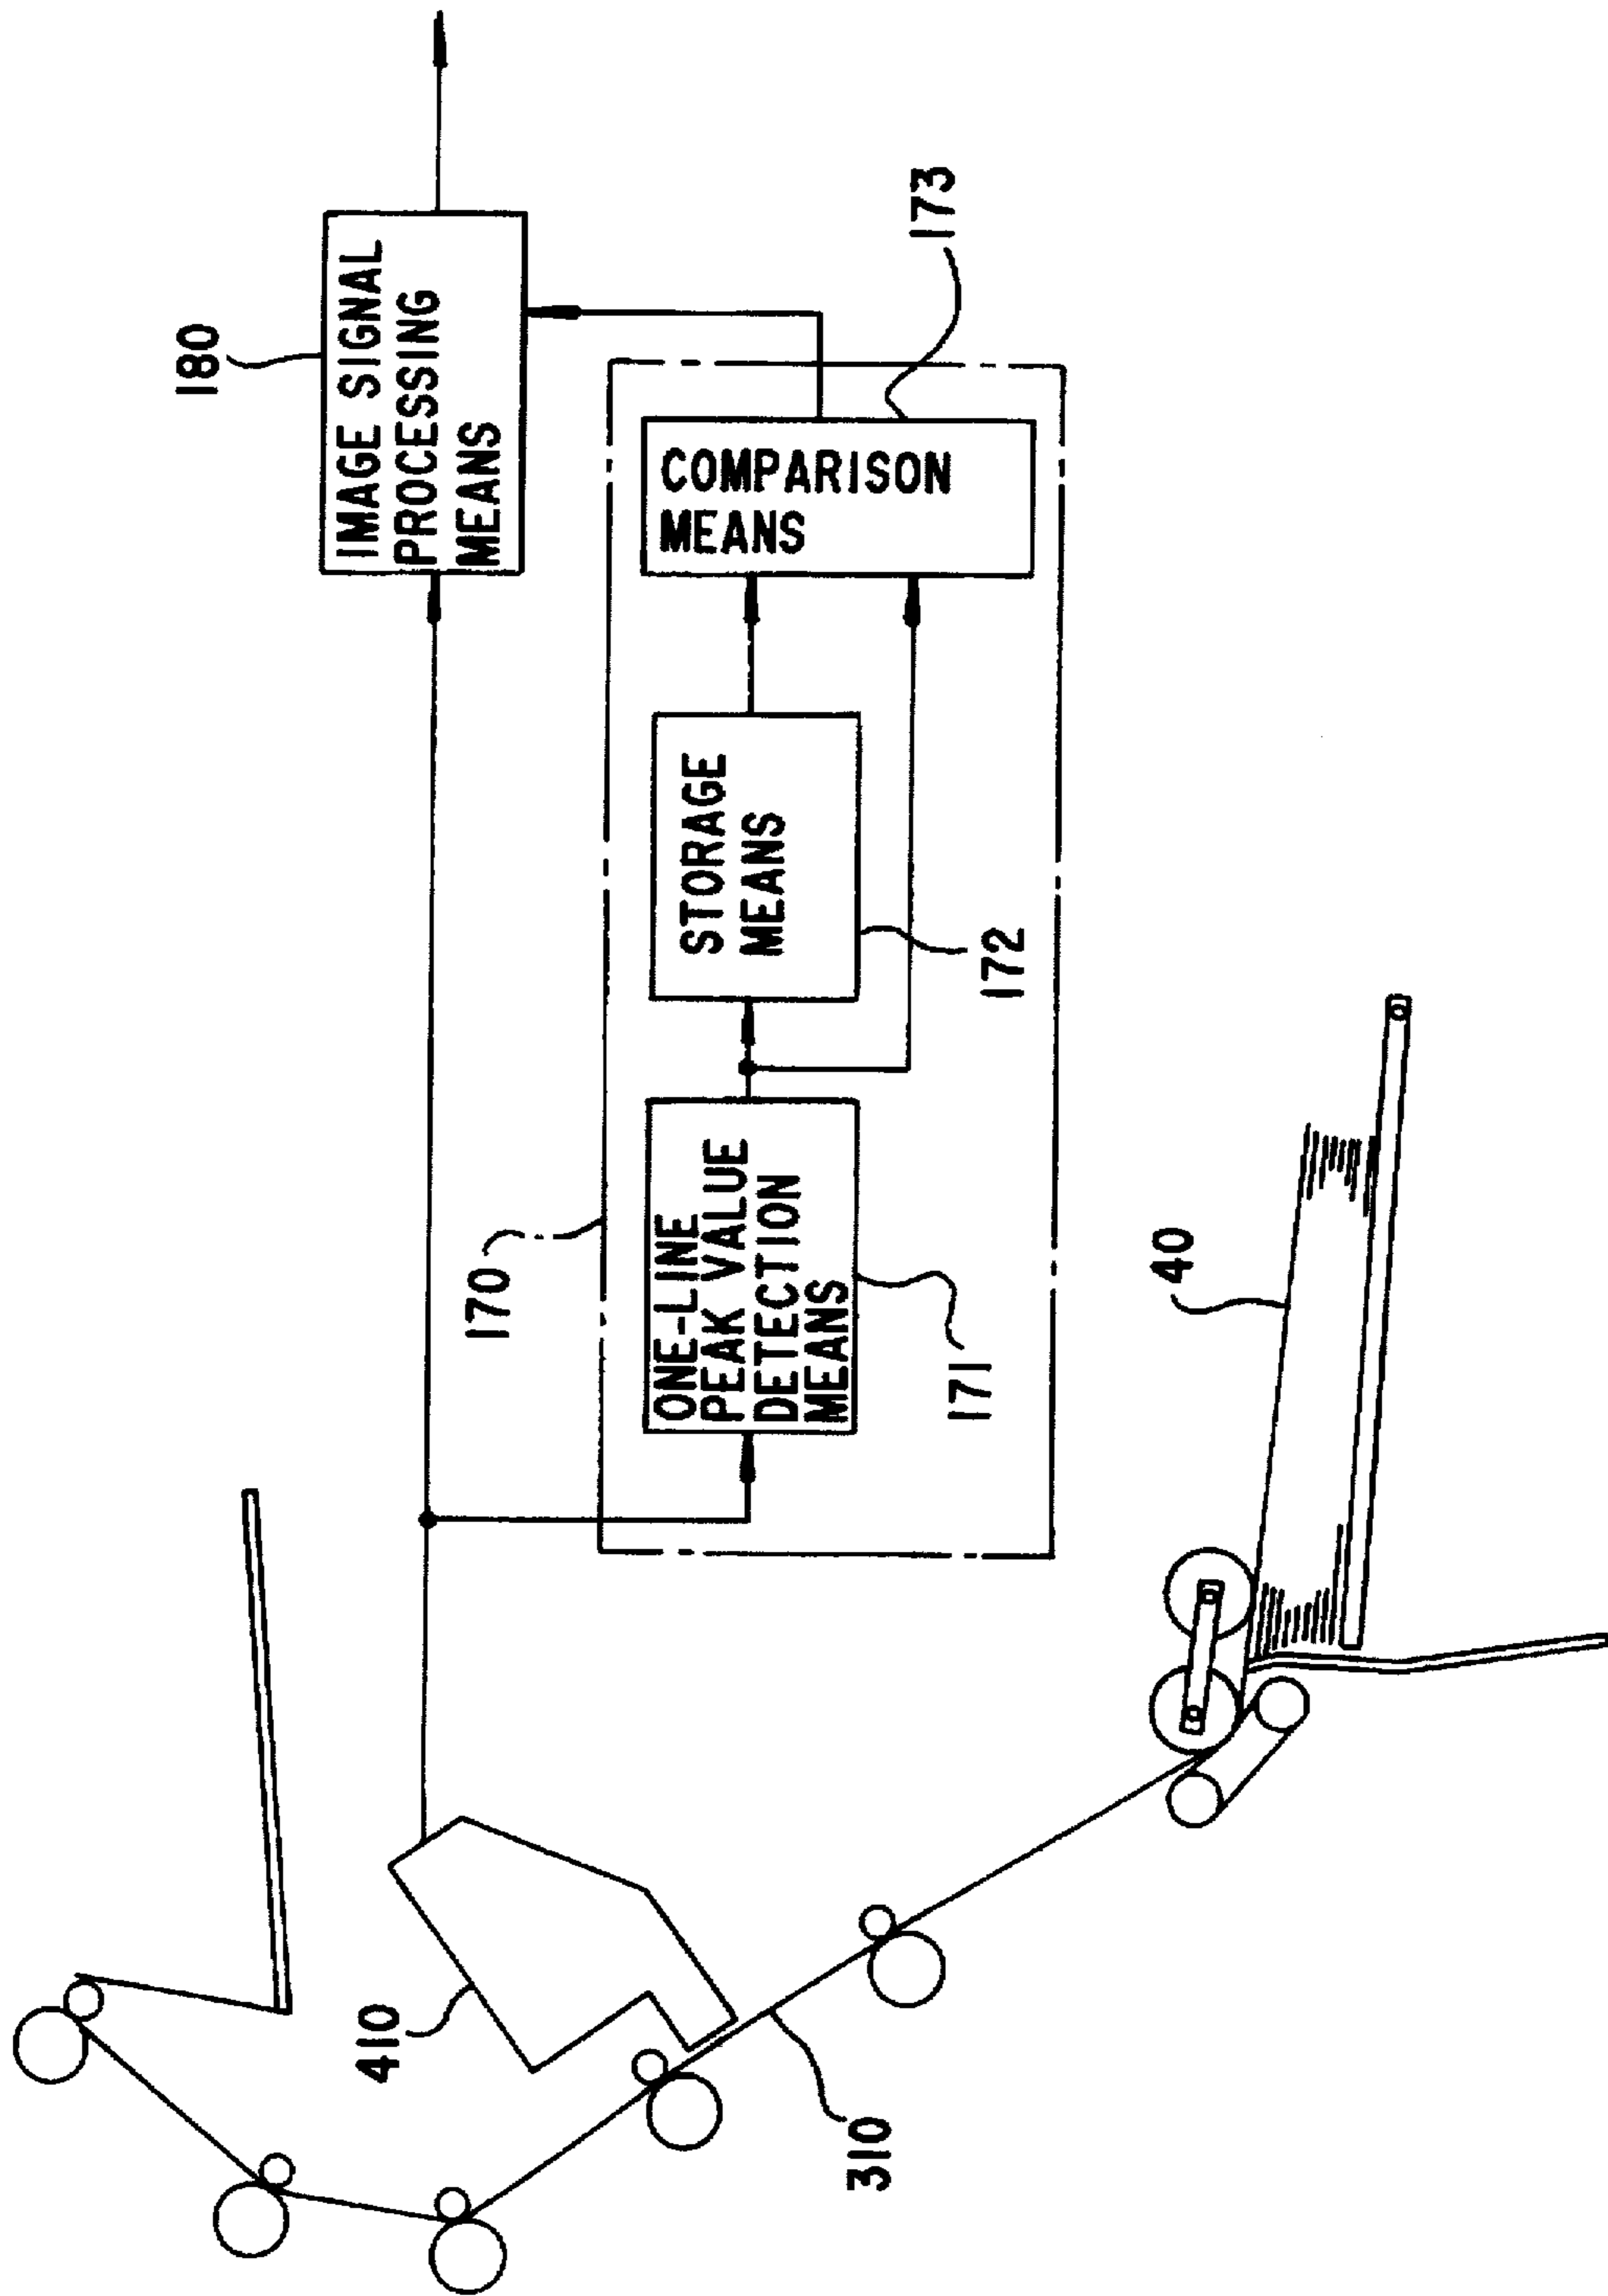 180
IMAGE SIGNAL
PROCESSING
MEANS
173
COMPARISON
MEANS
STORAGE
MEANS
172
170
ONE-LINE
PEAK VALUE
DETECTION
MEANS
171
40
410
310